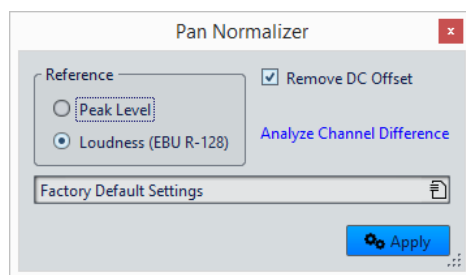 Pan Normalizer
x
Reference
Remove DC Offset
Peak Level
Loudness (EBU R-128)
Analyze Channel Difference
Factory Default Settings
Apply